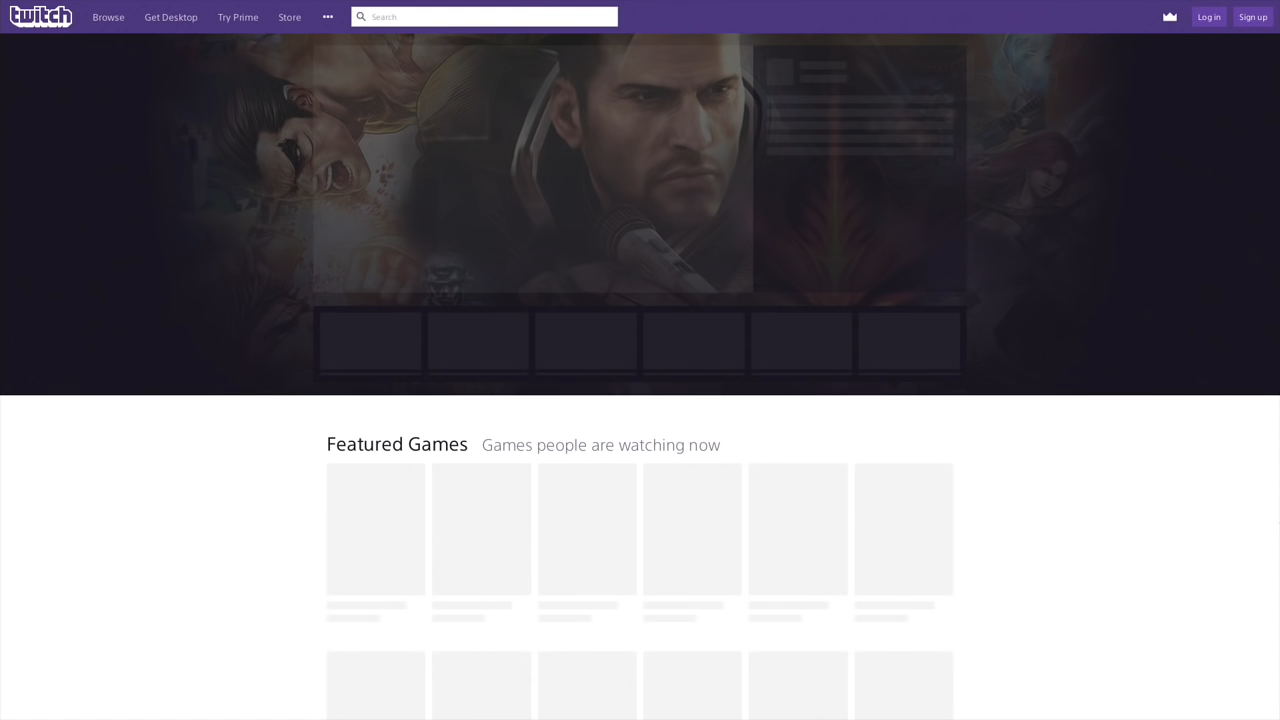 twitch
Browse
Get Desktop
Try Prime
Store
Search
Log in
Sign up
Featured Games
Games people are watching now